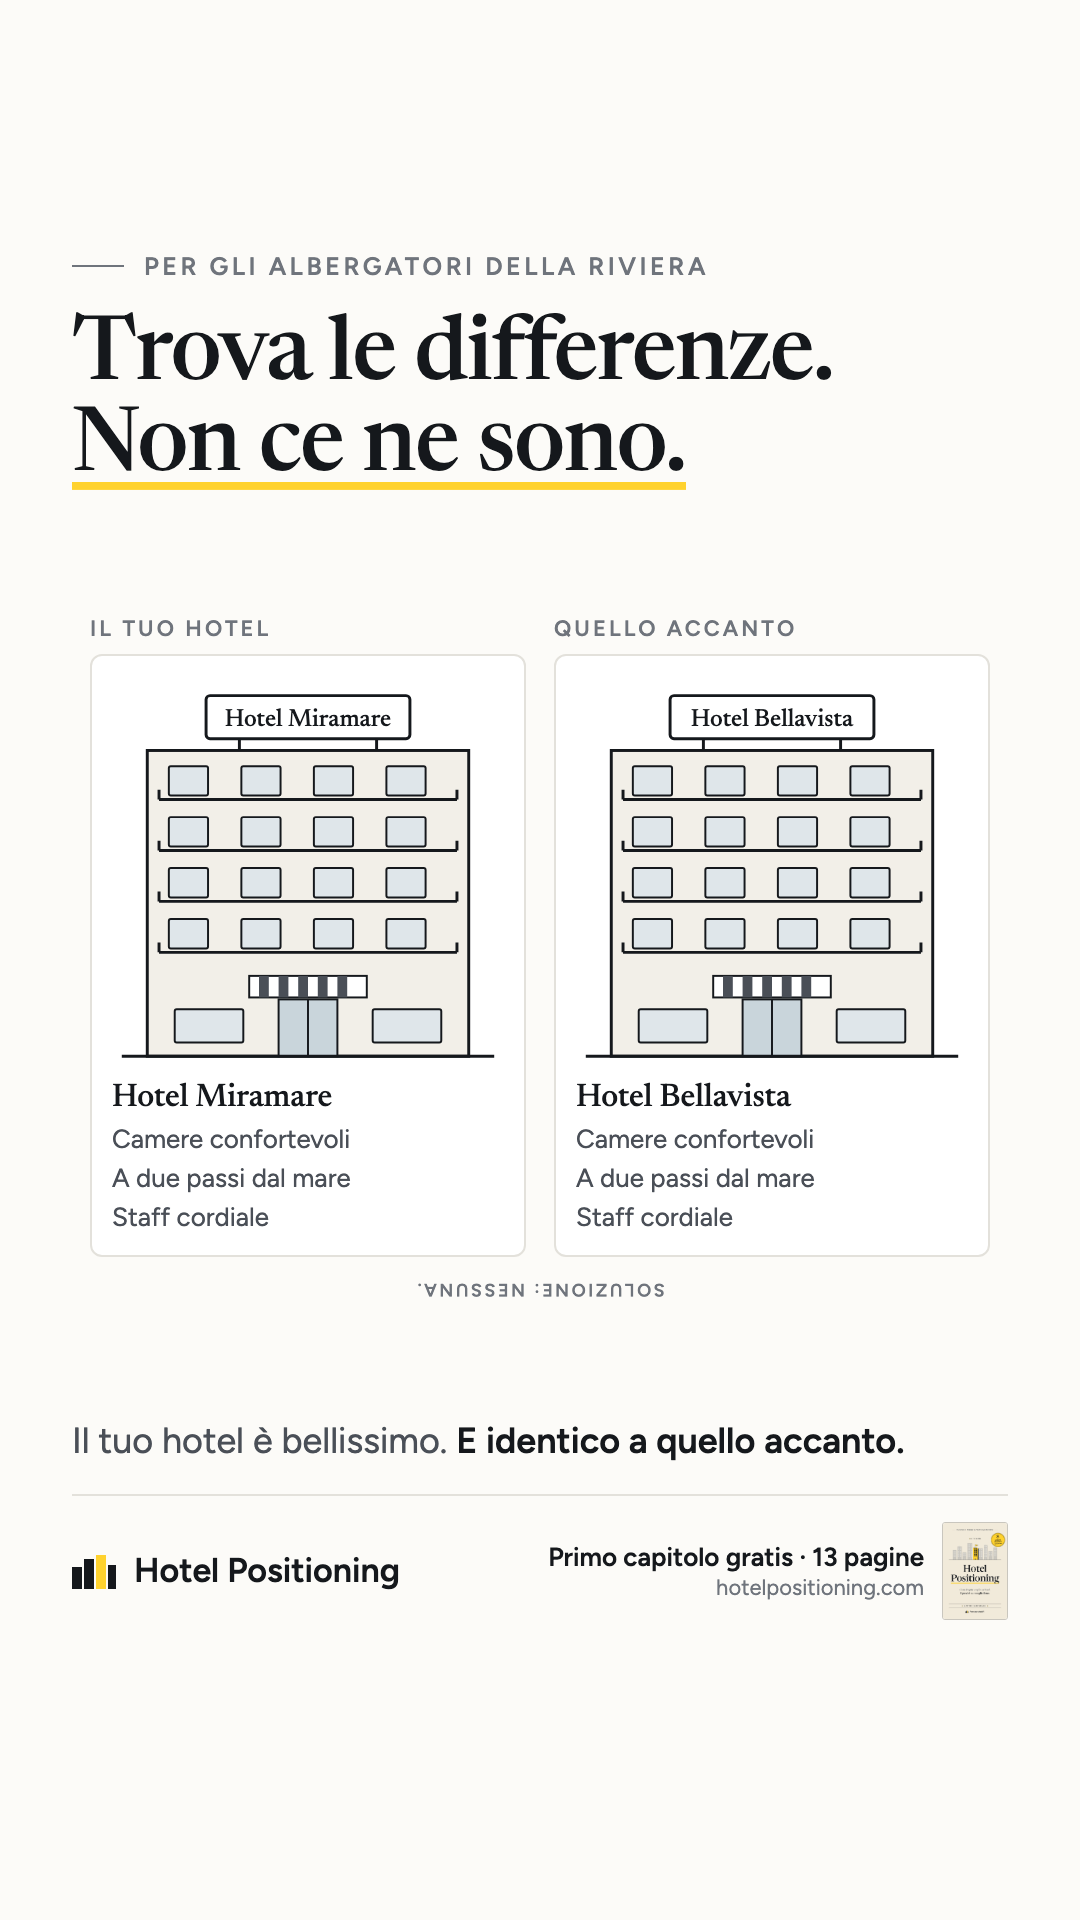 PER GLI ALBERGATORI DELLA RIVIERA
Trova le differenze.
Non ce ne sono.
IL TUO HOTEL
Hotel Miramare
Hotel Miramare
Camere confortevoli
A due passi dal mare
Staff cordiale
QUELLO ACCANTO
Hotel Bellavista
Hotel Bellavista
Camere confortevoli
A due passi dal mare
Staff cordiale
SOLUZIONE: NESSUNA.
Il tuo hotel è bellissimo. E identico a quello accanto.
Hotel Positioning
Primo capitolo gratis · 13 pagine
hotelpositioning.com
Hotel
Positioning